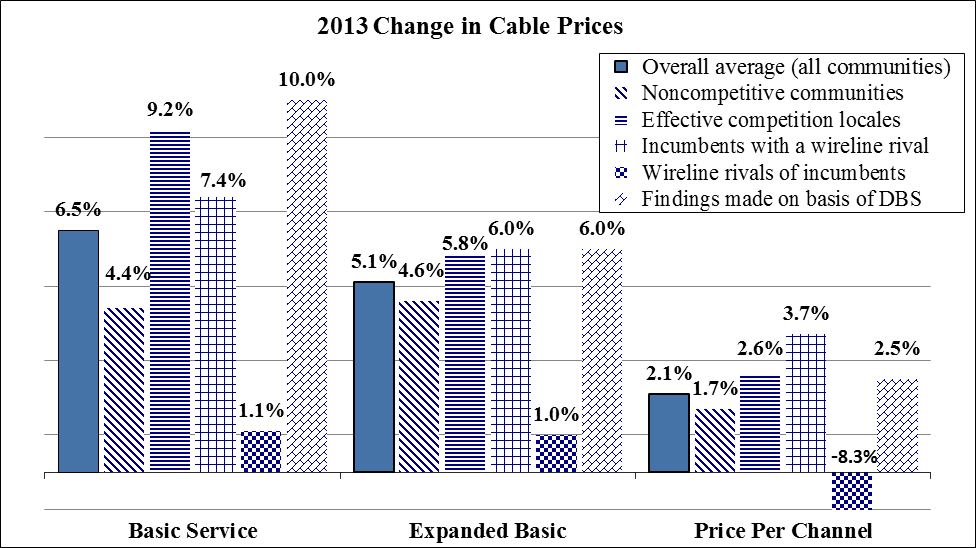 2013 Change in Cable Prices
Overall average (all communities)
Noncompetitive communities
Effective competition locales
Incumbents with a wireline rival
Wireline rivals of incumbents
Findings made on basis of DBS
6.5%
4.4%
9.2%
7.4%
1.1%
10.0%
5.1%
4.6%
5.8%
6.0%
1.0%
6.0%
2.1%
1.7%
2.6%
3.7%
-8.3%
2.5%
Basic Service
Expanded Basic
Price Per Channel